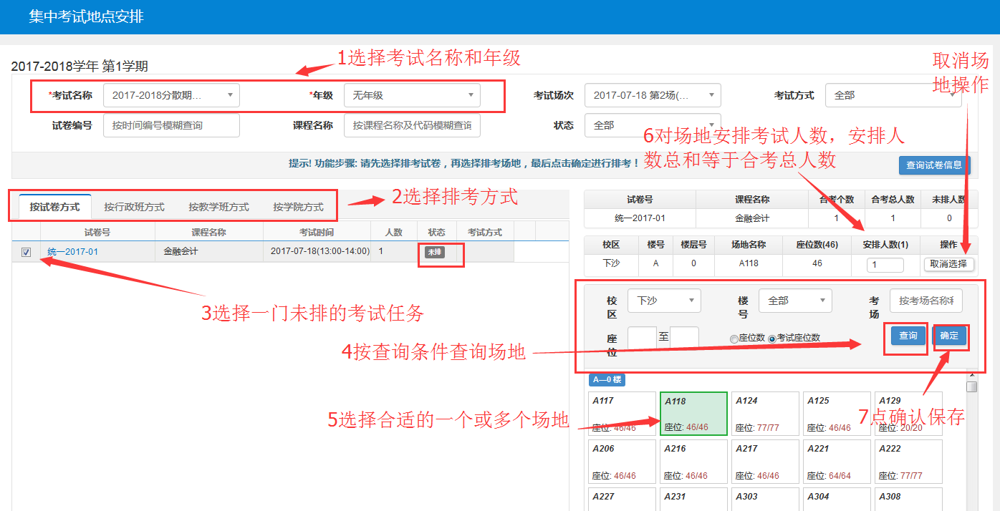 集中考试地点安排
1选择考试名称和年级
取消场
地操作
2017-2018学年 第1学期
*考试名称 2017-2018分散期... *年级 无年级 考试场次 2017-07-18 第2场(... 考试方式 全部
试卷编号 按时间编号模糊查询 课程名称 按课程名称及代码模糊查询 状态 全部
6对场地安排考试人数，安排人
数总和等于合考总人数
提示! 功能步骤: 请先选择排考试卷，再选择排考场地，最后点击确定进行排考！ 查询试卷信息
按试卷方式 按行政班方式 按教学班方式 按学院方式
2选择排考方式
试卷号 课程名称 考试时间 人数 状态 考试方式
统一2017-01 金融会计 2017-07-18(13:00-14:00) 1 未排
3选择一门未排的考试任务
试卷号 课程名称 合考个数 合考总人数 未排人数
统一2017-01 金融会计 1 1 0
校区 楼号 楼层号 场地名称 座位数(46) 安排人数(1) 操作
下沙 A 0 A118 46 1 取消选择
校区 下沙 楼号 全部 考场 按考场名称和
座位 至 座位数 考试座位数 查询 确定
4按查询条件查询场地
A—0 楼
A117 A118 A124 A125 A129
座位: 46/46 座位: 46/46 座位: 77/77 座位: 46/46 座位: 20/20
5选择合适的一个或多个场地
7点确认保存
A206 A216 A217 A221 A222
座位: 46/46 座位: 46/46 座位: 46/46 座位: 64/64 座位: 77/77
A227 A231 A303 A304 A308